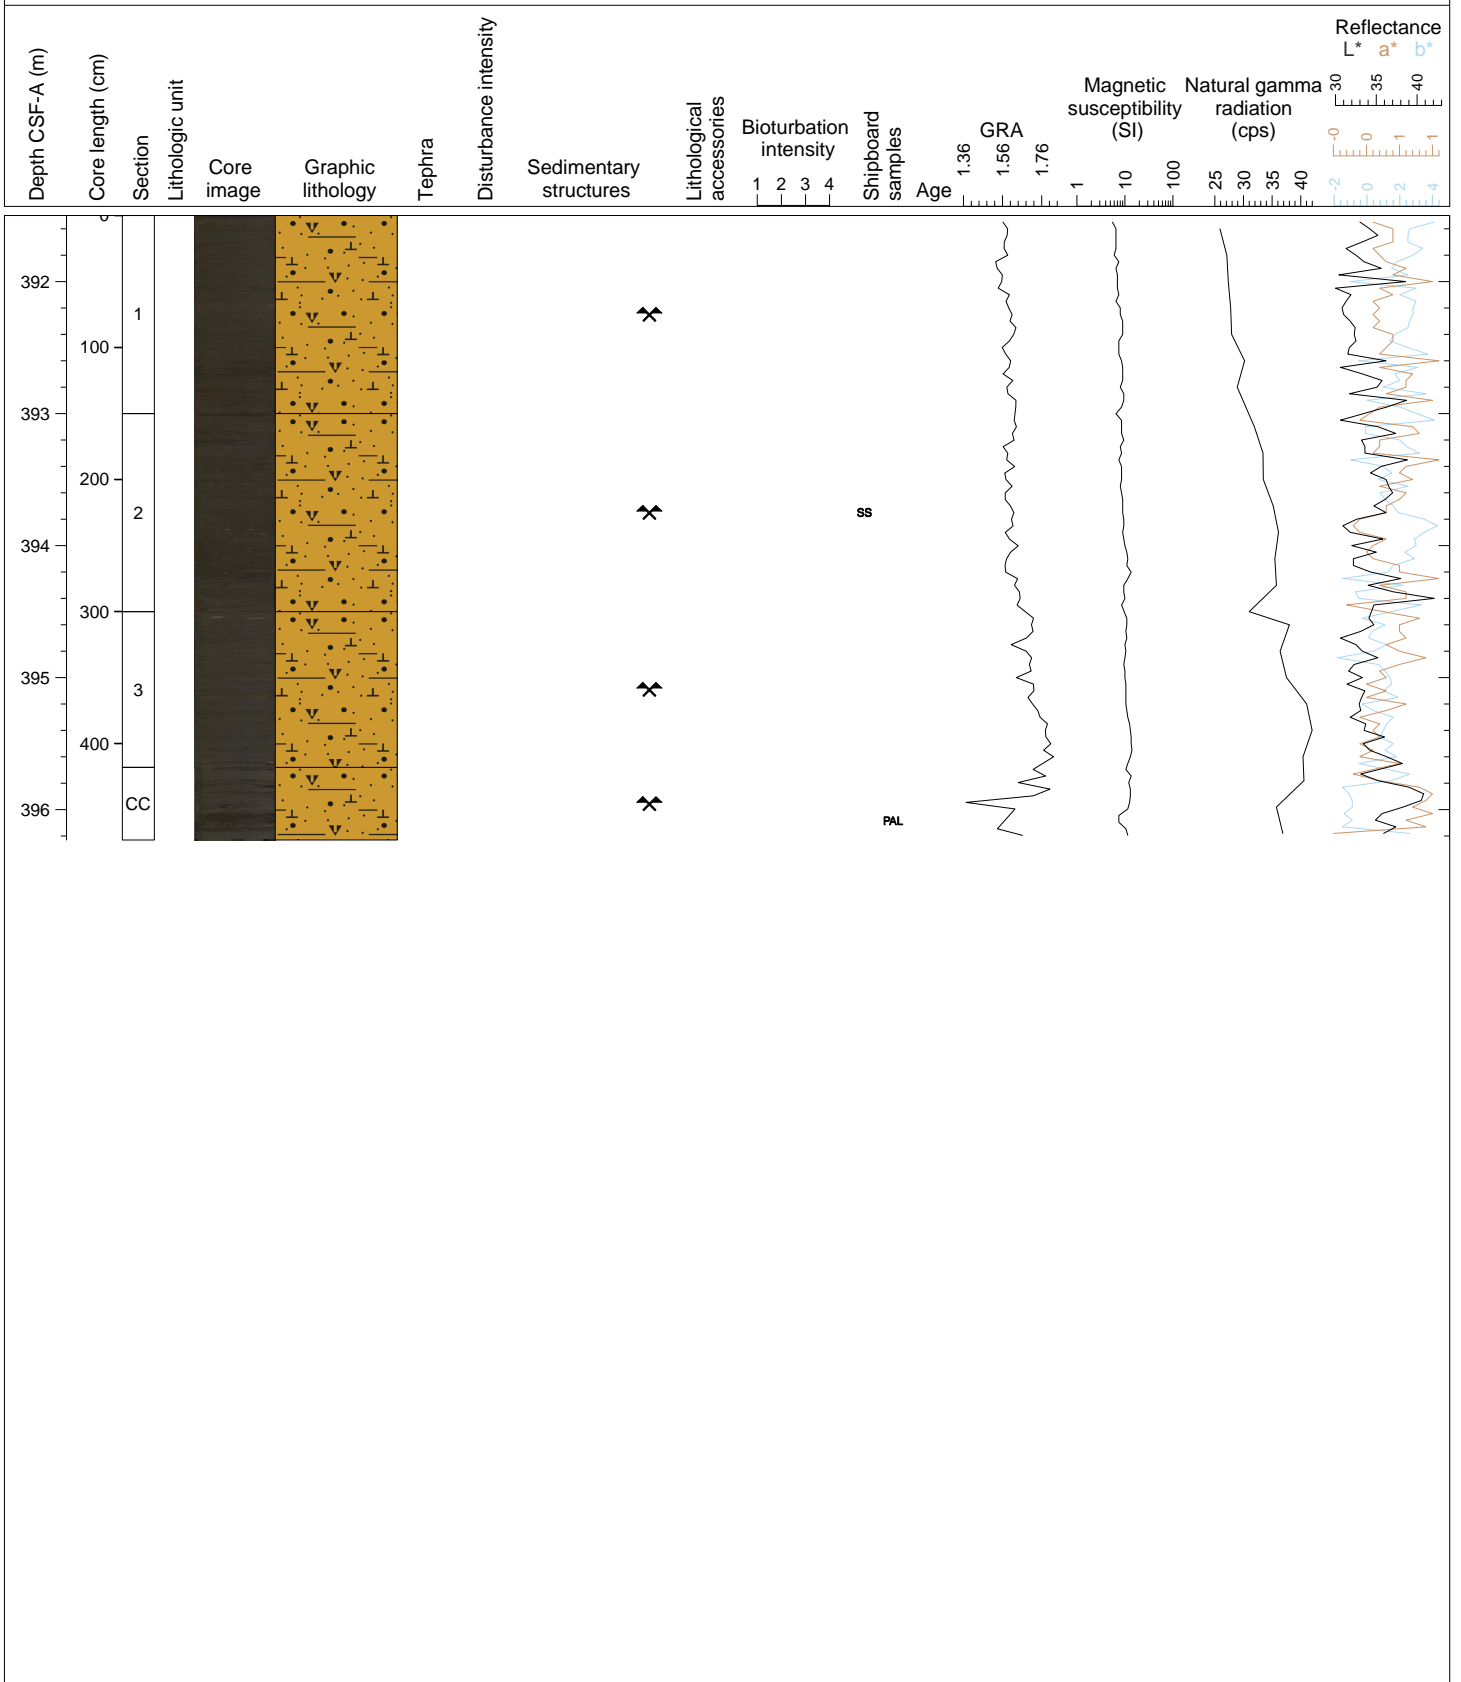 Depth CSF-A (m)
Core length (cm)
Section
Lithologic unit
Core
image
Graphic
lithology
Tephra
Disturbance intensity
Sedimentary
structures
Lithological
accessories
Bioturbation
intensity
1 2 3 4
Shipboard
samples
Age
GRA
1.36 1.56 1.76
Magnetic
susceptibility
(SI)
1 10 100
Natural gamma
radiation
(cps)
25 30 35 40
Reflectance
L* a* b*
30 35 40
-0 0 1 1
-2 0 2 4
0
392
1
100
393
200
2
SS
394
300
395
3
400
CC
396
PAL